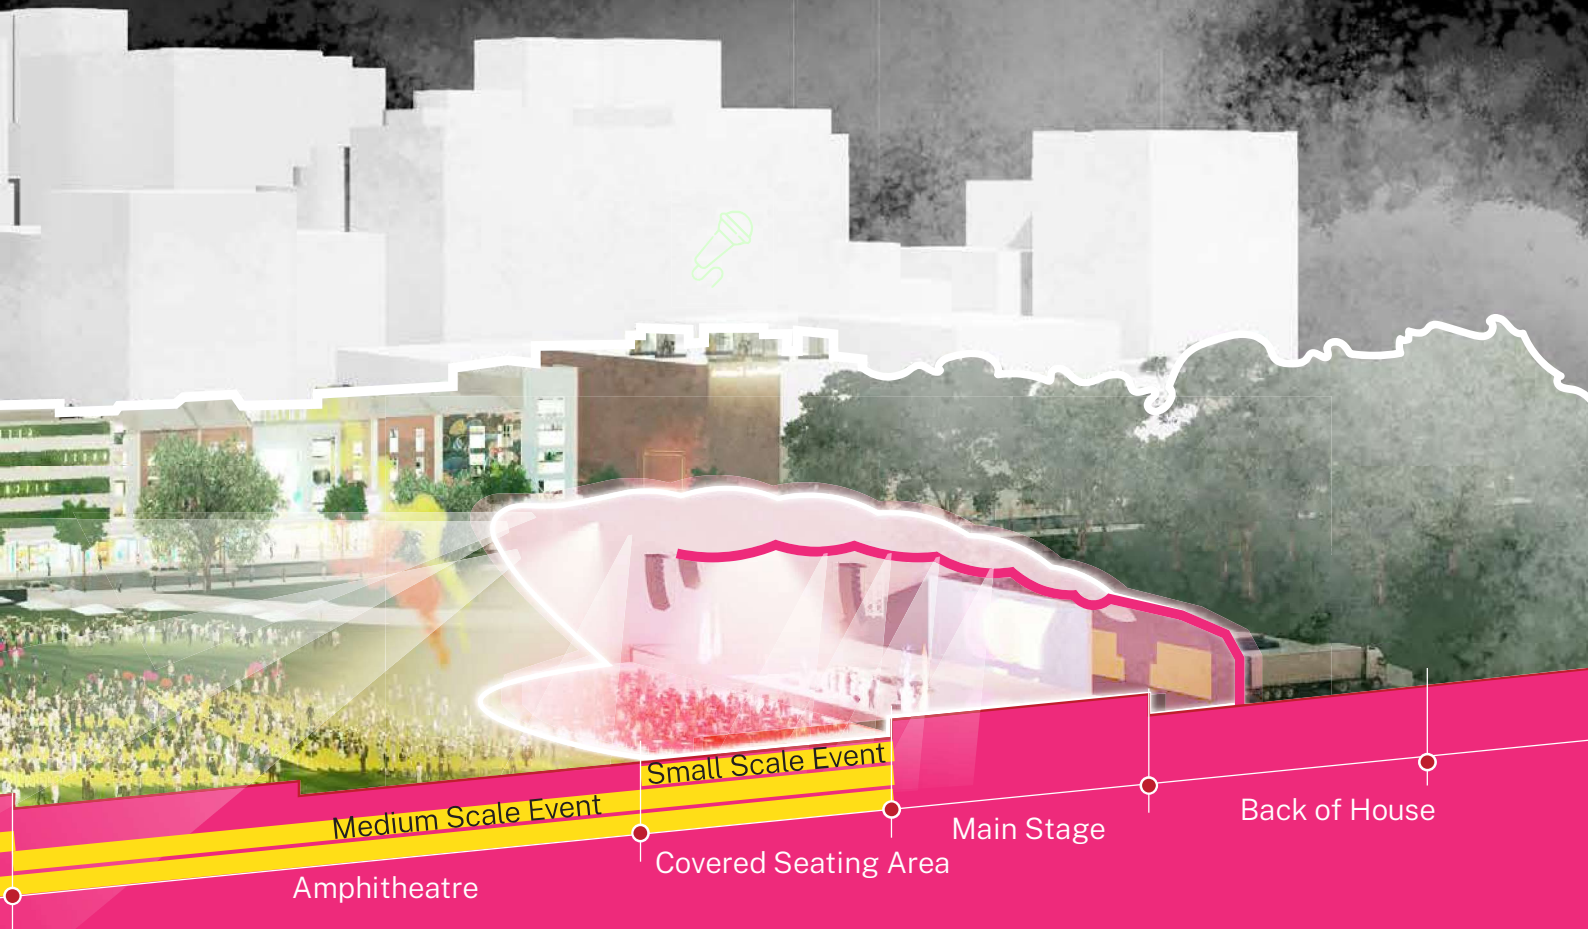 Small Scale Event
Medium Scale Event
Back of House
Main Stage
Covered Seating Area
Amphitheatre